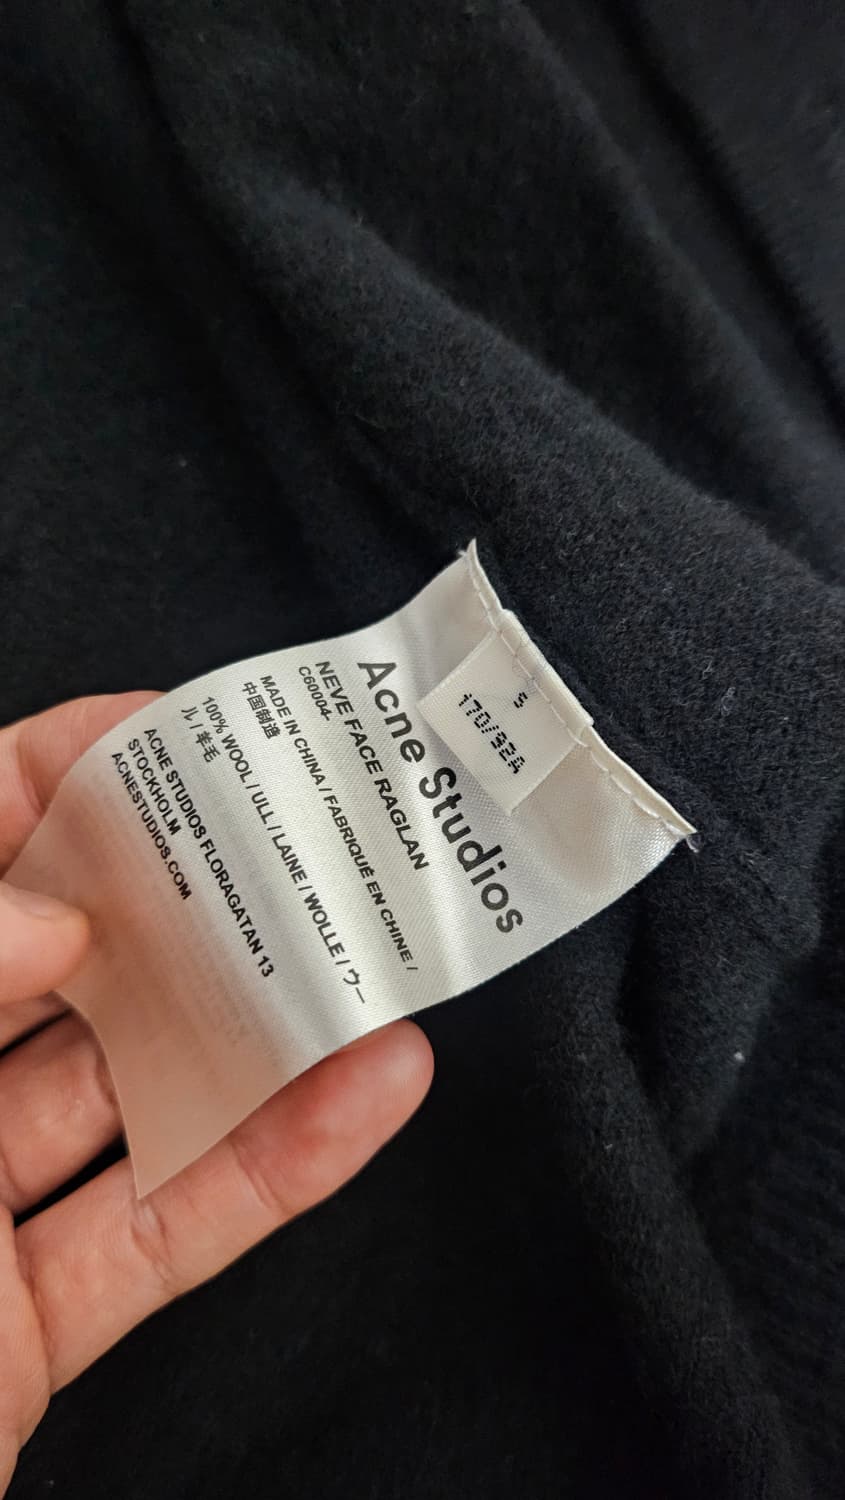 S
170/92A
Acne Studios
NEVE FACE RAGLAN
C60004-
MADE IN CHINA / FABRIQUÉ EN CHINE /
中国制造
100% WOOL / ULL / LAINE / WOLLE / ウー
ル / 羊毛
ACNE STUDIOS FLORAGATAN 13
STOCKHOLM
ACNESTUDIOS.COM